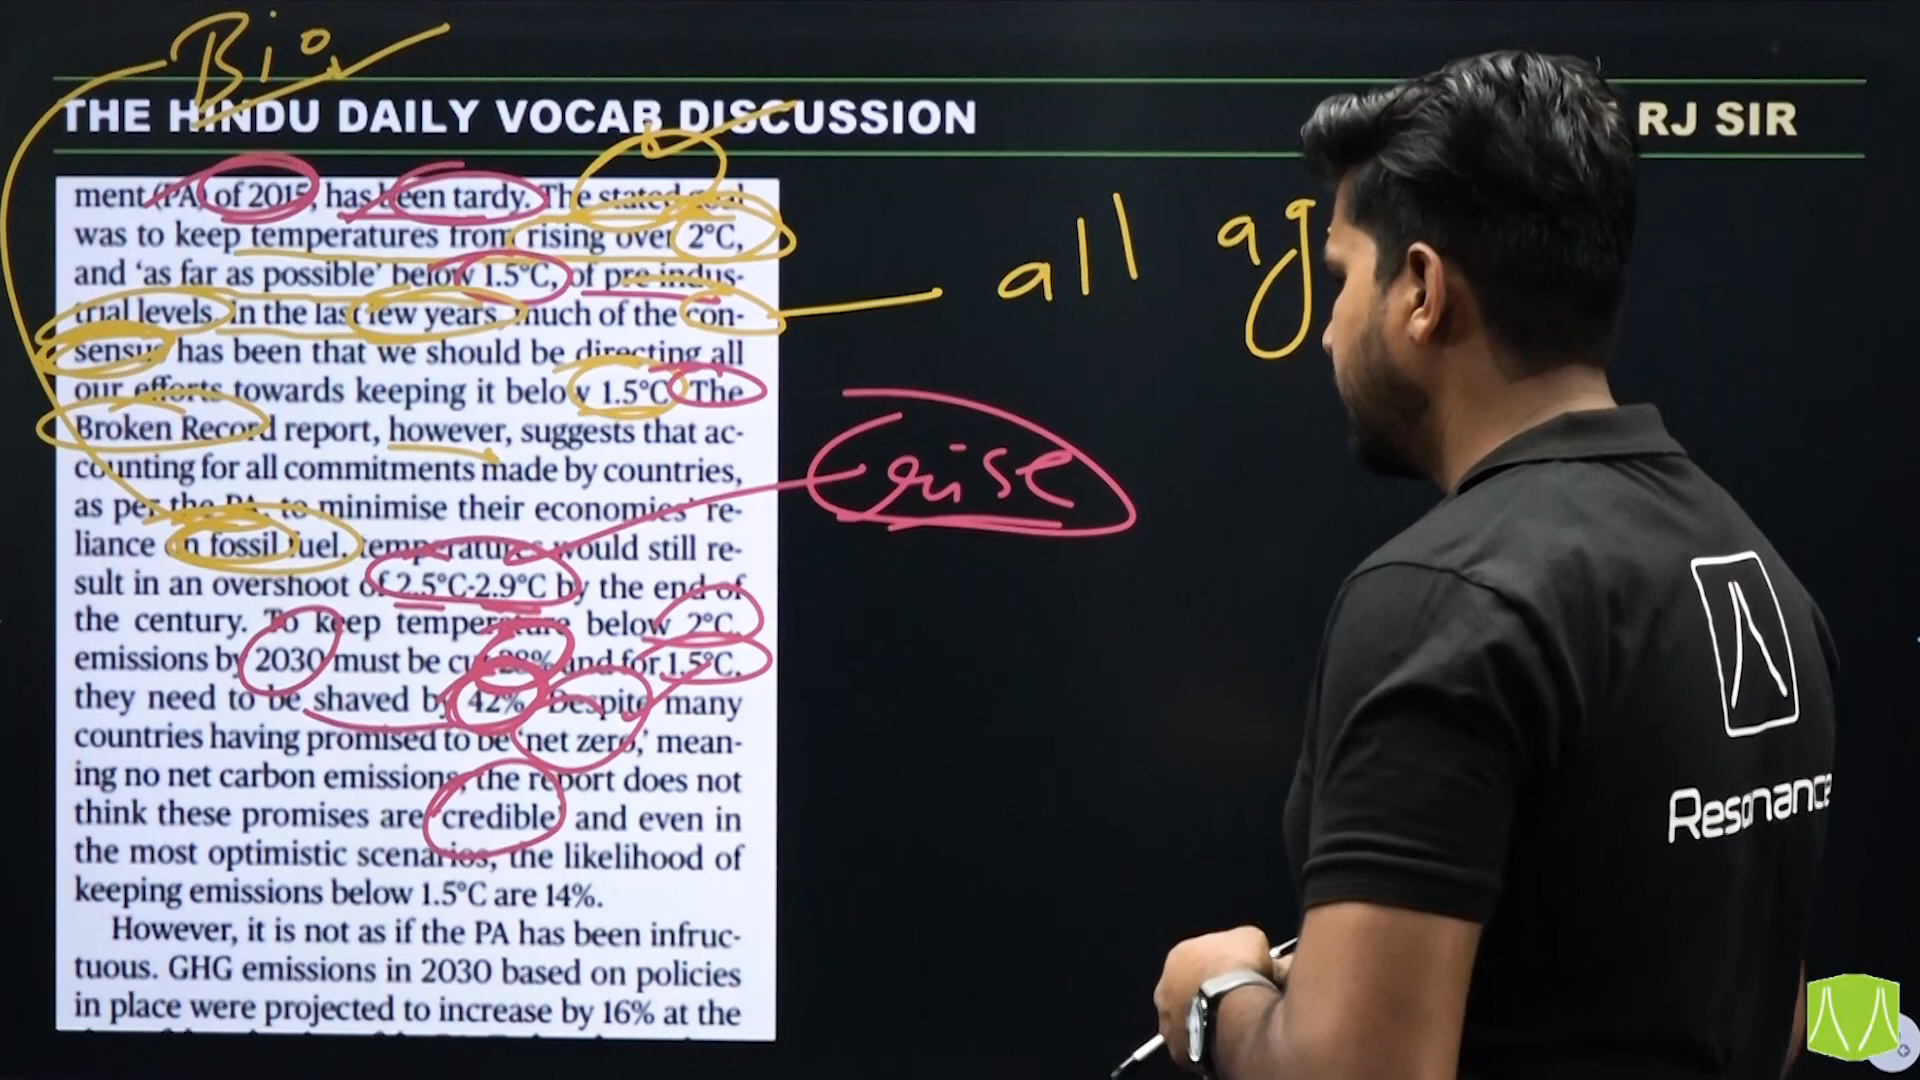 Bio
THE HINDU DAILY VOCAB DISCUSSION
RJ SIR
ment (PA) of 2015, has been tardy. The stated goal
was to keep temperatures from rising over 2°C,
and ‘as far as possible’ below 1.5°C, of pre-indus-
trial levels. In the last few years, much of the con-
sensus has been that we should be directing all
our efforts towards keeping it below 1.5°C. The
Broken Record report, however, suggests that ac-
counting for all commitments made by countries,
as per the PA, to minimise their economies’ re-
liance on fossil fuel, temperatures would still re-
sult in an overshoot of 2.5°C-2.9°C by the end of
the century. To keep temperature below 2°C,
emissions by 2030 must be cut 28% and for 1.5°C,
they need to be shaved by 42%. Despite many
countries having promised to be ‘net zero,’ mean-
ing no net carbon emissions, the report does not
think these promises are ‘credible’ and even in
the most optimistic scenarios, the likelihood of
keeping emissions below 1.5°C are 14%.
However, it is not as if the PA has been infruc-
tuous. GHG emissions in 2030 based on policies
in place were projected to increase by 16% at the
all ag
rise
Resonance